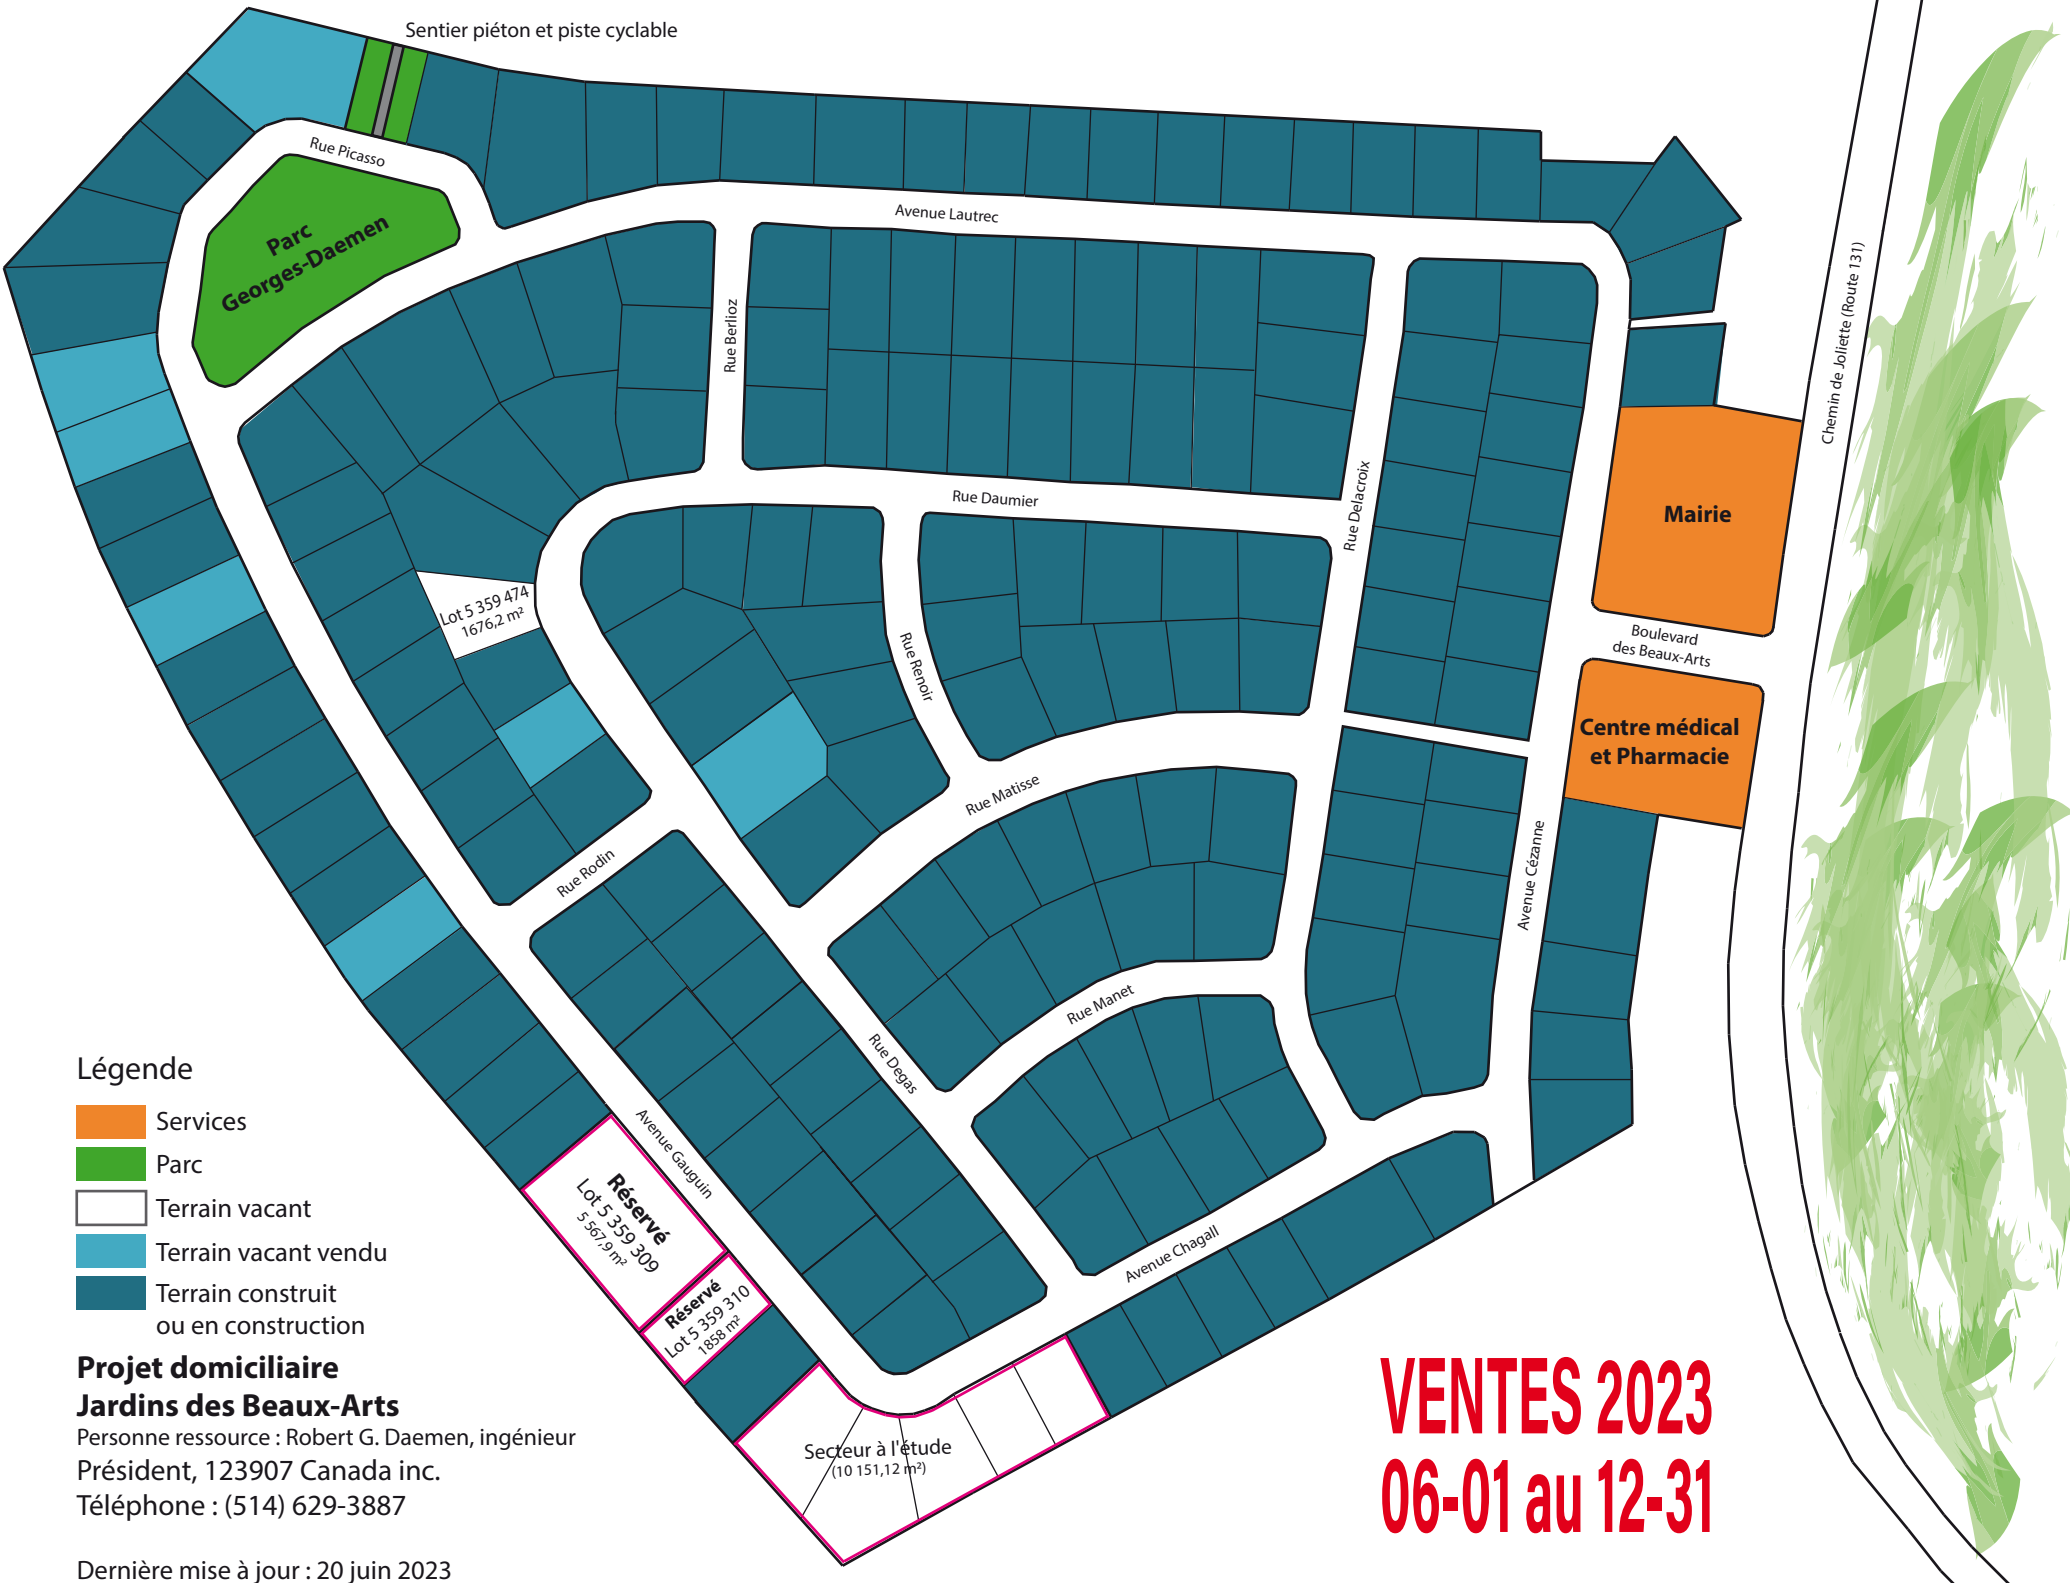 Sentier piéton et piste cyclable
Rue Picasso
Parc
Georges-Daemen
Avenue Lautrec
Rue Berlioz
Chemin de Joliette (Route 131)
Rue Daumier
Rue Delacroix
Mairie
Lot 5 359 474
1676,2 m²
Rue Renoir
Boulevard
des Beaux-Arts
Centre médical
et Pharmacie
Rue Matisse
Rue Rodin
Avenue Cézanne
Rue Manet
Rue Degas
Avenue Gauguin
Réservé
Lot 5 359 309
5 567,9 m²
Réservé
Lot 5 359 310
1858 m²
Avenue Chagall
Secteur à l'étude
(10 151,12 m²)
Légende
Services
Parc
Terrain vacant
Terrain vacant vendu
Terrain construit
ou en construction
Projet domiciliaire
Jardins des Beaux-Arts
Personne ressource : Robert G. Daemen, ingénieur
Président, 123907 Canada inc.
Téléphone : (514) 629-3887
Dernière mise à jour : 20 juin 2023
VENTES 2023
06-01 au 12-31